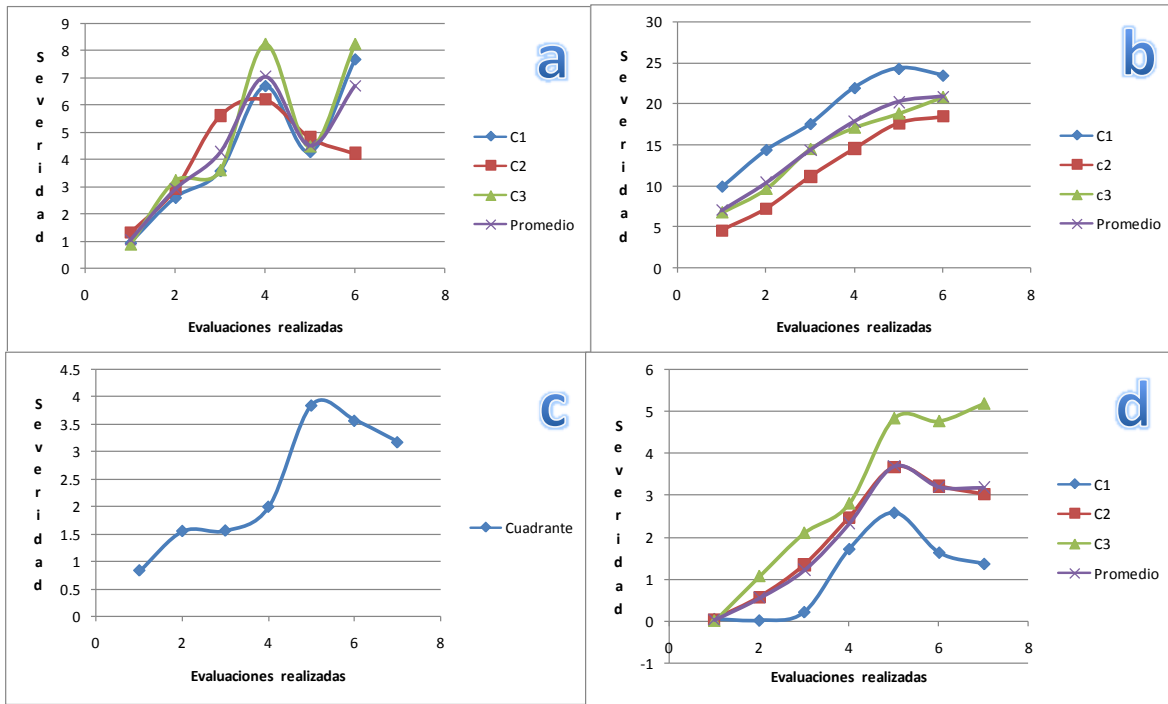 9
8
7
6
5
4
3
2
1
0
0 2 4 6 8
Severidad
Evaluaciones realizadas
a
C1
C2
C3
Promedio
30
25
20
15
10
5
0
0 2 4 6 8
Severidad
Evaluaciones realizadas
b
C1
c2
c3
Promedio
4.5
4
3.5
3
2.5
2
1.5
1
0.5
0
0 2 4 6 8
Severidad
Evaluaciones realizadas
c
Cuadrante
6
5
4
3
2
1
0
-1
0 2 4 6 8
Severidad
Evaluaciones realizadas
d
C1
C2
C3
Promedio